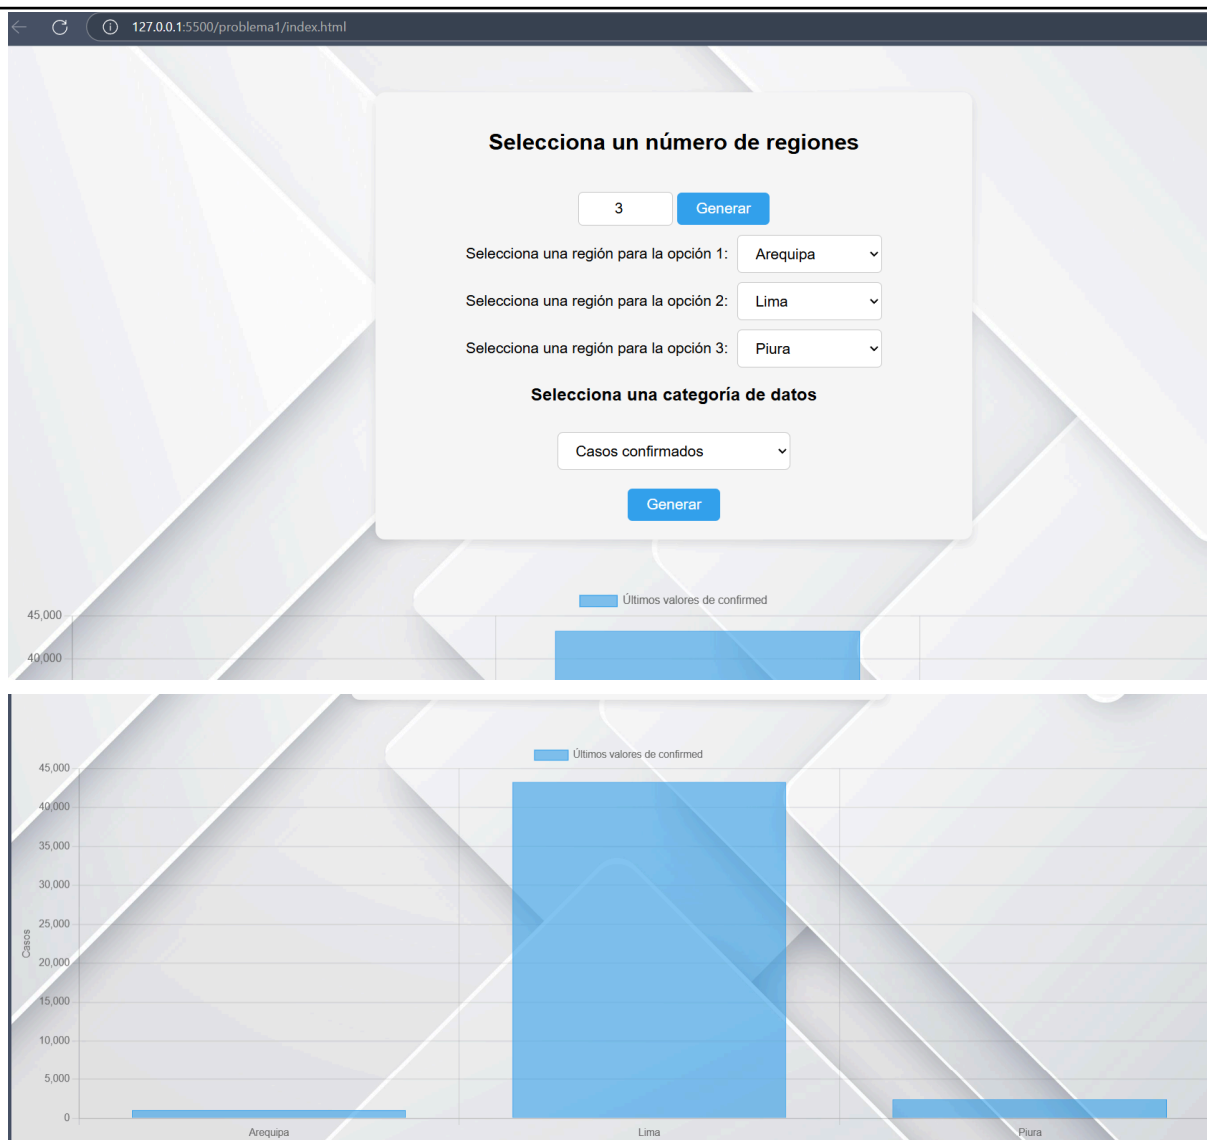 127.0.0.1:5500/problema1/index.html
Selecciona un número de regiones
3 Generar
Selecciona una región para la opción 1: Arequipa
Selecciona una región para la opción 2: Lima
Selecciona una región para la opción 3: Piura
Selecciona una categoría de datos
Casos confirmados
Generar
Últimos valores de confirmed
45,000
40,000
Últimos valores de confirmed
45,000
40,000
35,000
30,000
25,000
Casos
20,000
15,000
10,000
5,000
0
Arequipa Lima Piura